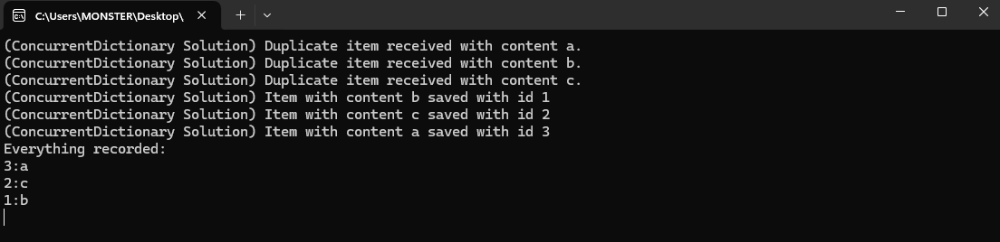 C:\Users\MONSTER\Desktop\
(ConcurrentDictionary Solution) Duplicate item received with content a.
(ConcurrentDictionary Solution) Duplicate item received with content b.
(ConcurrentDictionary Solution) Duplicate item received with content c.
(ConcurrentDictionary Solution) Item with content b saved with id 1
(ConcurrentDictionary Solution) Item with content c saved with id 2
(ConcurrentDictionary Solution) Item with content a saved with id 3
Everything recorded:
3:a
2:c
1:b